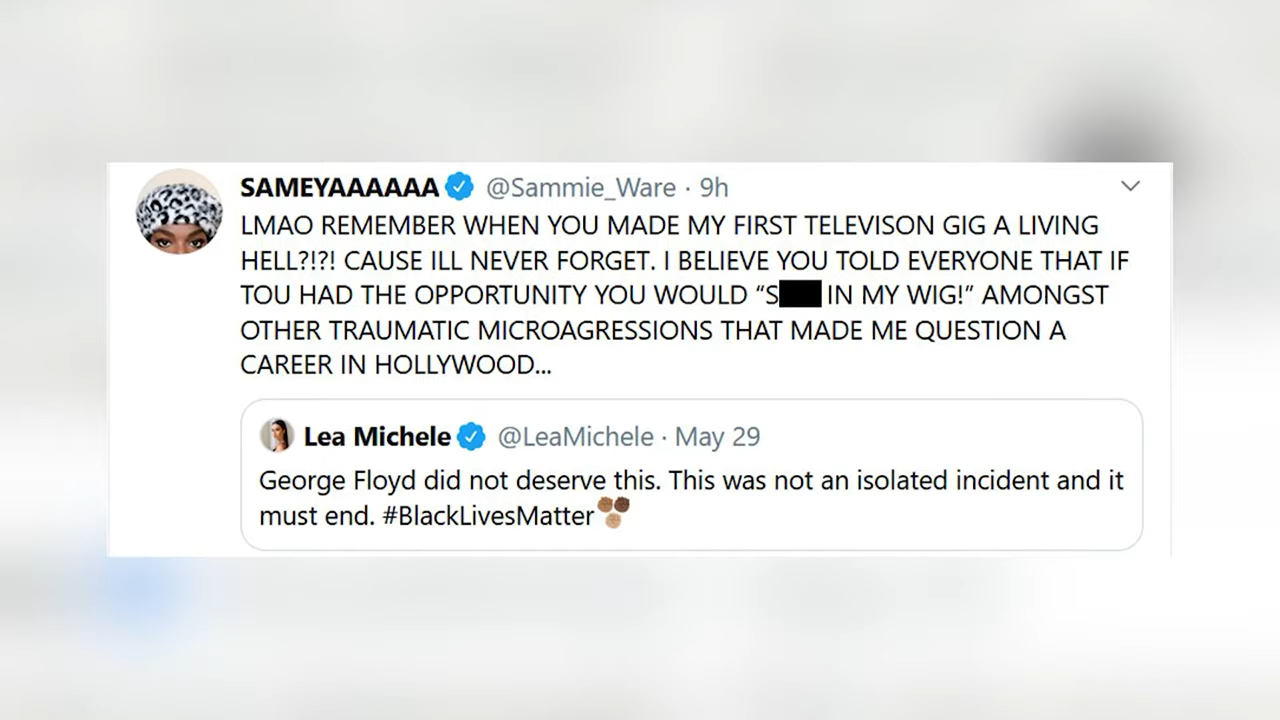 SAMEYAAAAAA @Sammie_Ware · 9h
LMAO REMEMBER WHEN YOU MADE MY FIRST TELEVISON GIG A LIVING
HELL?!?! CAUSE ILL NEVER FORGET. I BELIEVE YOU TOLD EVERYONE THAT IF
TOU HAD THE OPPORTUNITY YOU WOULD “S IN MY WIG!” AMONGST
OTHER TRAUMATIC MICROAGRESSIONS THAT MADE ME QUESTION A
CAREER IN HOLLYWOOD...
Lea Michele @LeaMichele · May 29
George Floyd did not deserve this. This was not an isolated incident and it
must end. #BlackLivesMatter